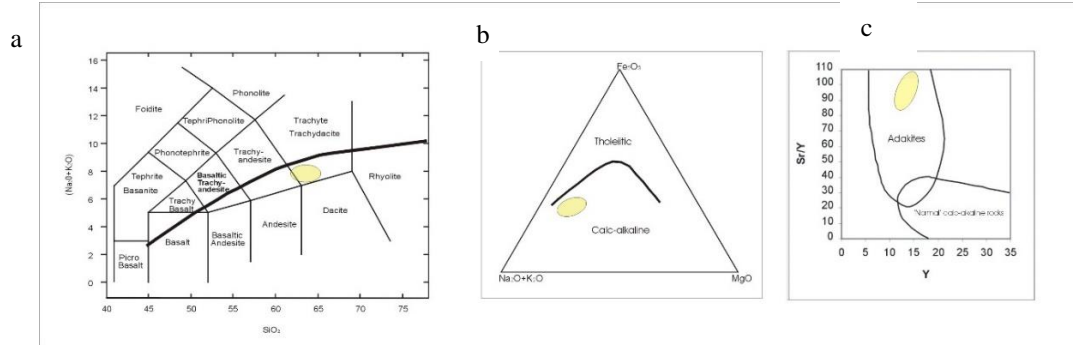 a
b
c
16
14
12
10
8
6
4
2
0
(Na₂O+K₂O)
Foidite
Phonolite
TephriPhonolite
Trachyte
Trachydacite
Phonotephrite
Trachy-
andesite
Tephrite
Basanite
Basaltic
Trachy-
andesite
Rhyolite
Trachy
Basalt
Dacite
Andesite
Basalt
Basaltic
Andesite
Picro
Basalt
40
45
50
55
60
65
70
75
SiO₂
Tholeiitic
Calc-alkaline
Na₂O+K₂O
MgO
110
100
90
80
70
60
50
40
30
20
10
0
Sr/Y
Adakites
"Normal" calc-alkaline rocks
0
5
10
15
20
25
30
35
Y